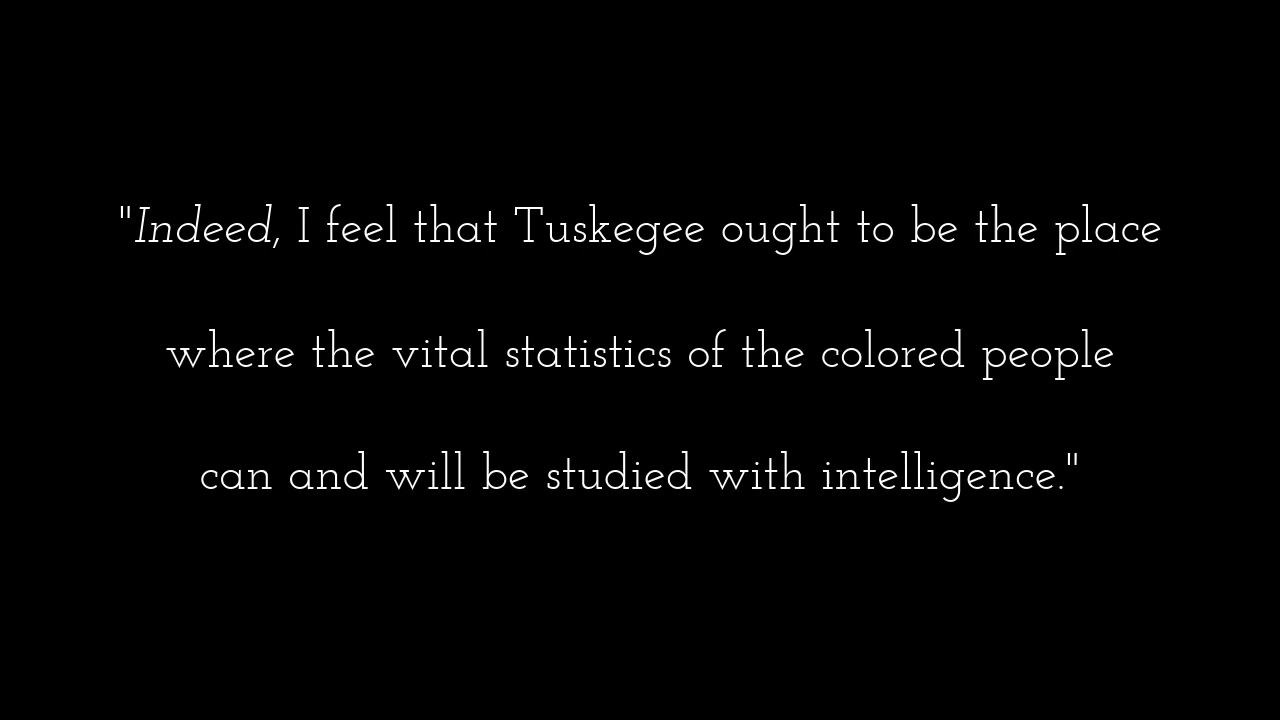 "Indeed, I feel that Tuskegee ought to be the place
where the vital statistics of the colored people
can and will be studied with intelligence."